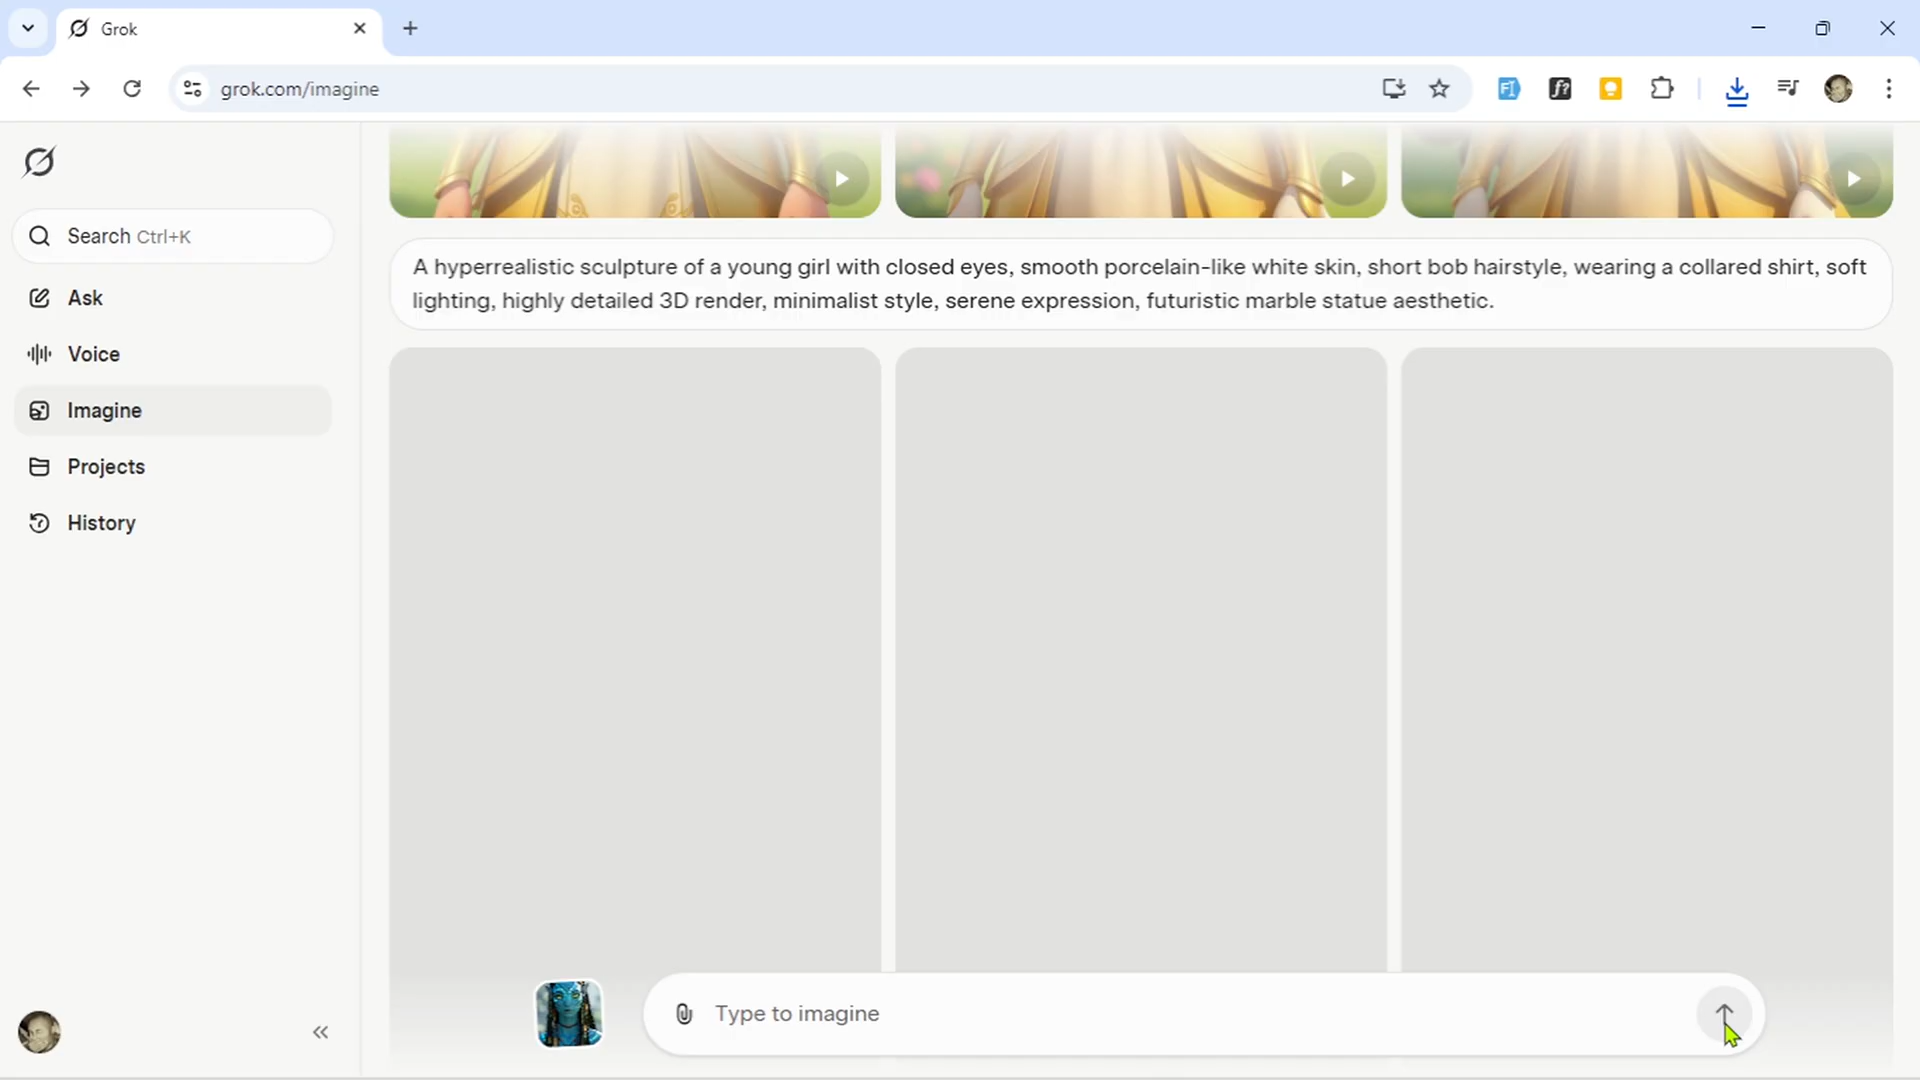 Grok
grok.com/imagine
Search Ctrl+K
Ask
Voice
Imagine
Projects
History
A hyperrealistic sculpture of a young girl with closed eyes, smooth porcelain-like white skin, short bob hairstyle, wearing a collared shirt, soft
lighting, highly detailed 3D render, minimalist style, serene expression, futuristic marble statue aesthetic.
Type to imagine